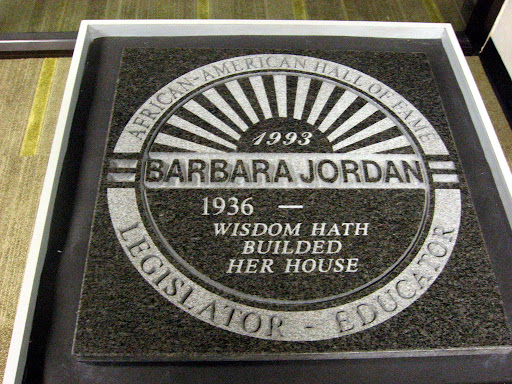 AFRICAN-AMERICAN HALL OF FAME
1993
BARBARA JORDAN
1936 —
WISDOM HATH
BUILDED
HER HOUSE
LEGISLATOR - EDUCATOR